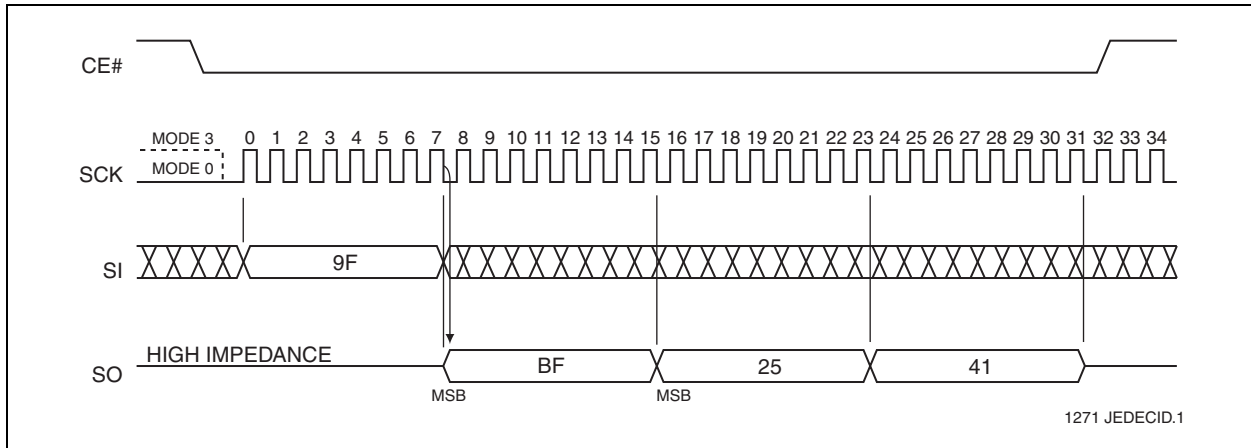 CE#
MODE 3
0 1 2 3 4 5 6 7 8 9 10 11 12 13 14 15 16 17 18 19 20 21 22 23 24 25 26 27 28 29 30 31 32 33 34
SCK
MODE 0
SI
9F
HIGH IMPEDANCE
SO
BF
25
41
MSB
MSB
1271 JEDECID.1